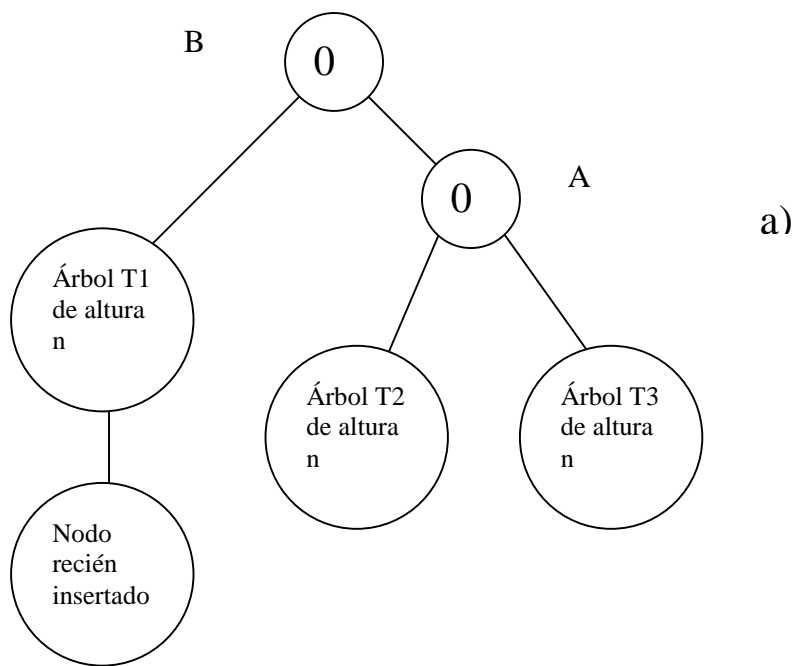 B
0
A
0
a)
Árbol T1
de altura
n
Árbol T2
de altura
n
Árbol T3
de altura
n
Nodo
recién
insertado